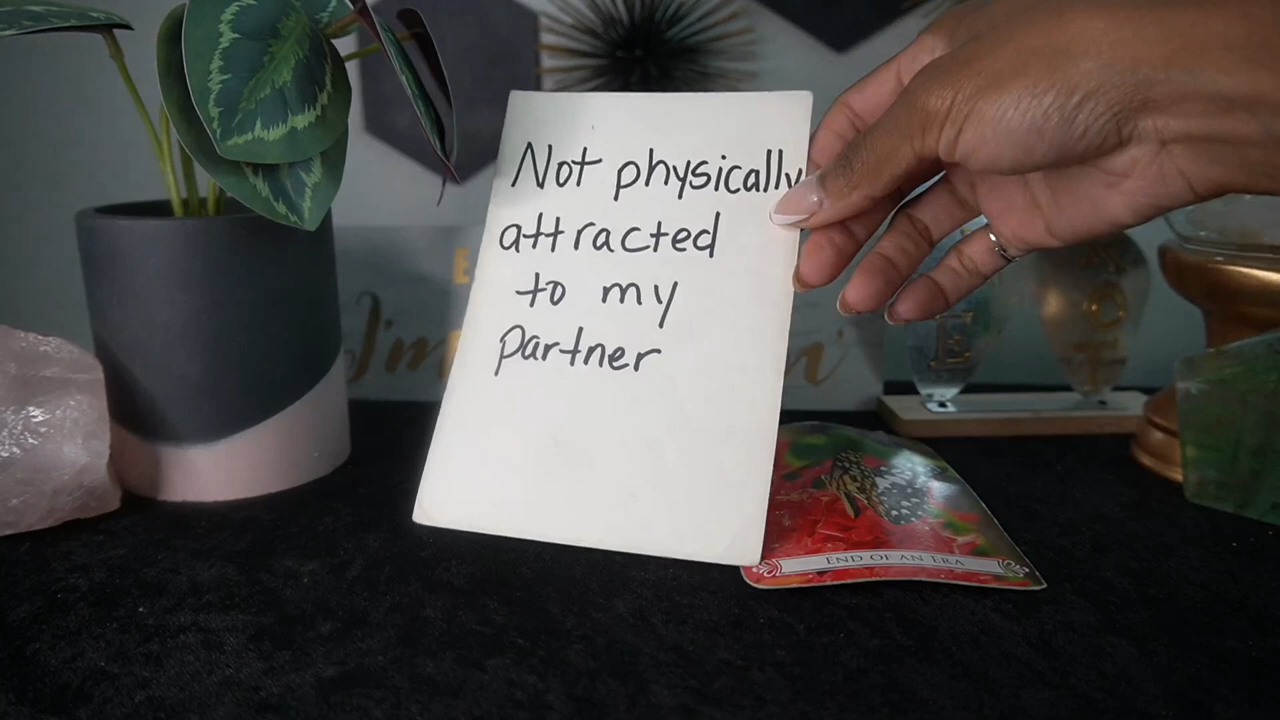 Not physically
attracted
to my
partner
END OF AN ERA